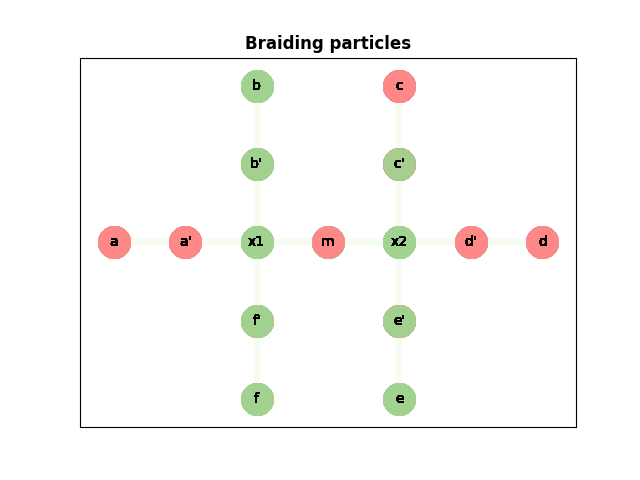 Braiding particles
b c
b' c'
a a' x1 m x2 d' d
f' e'
f e